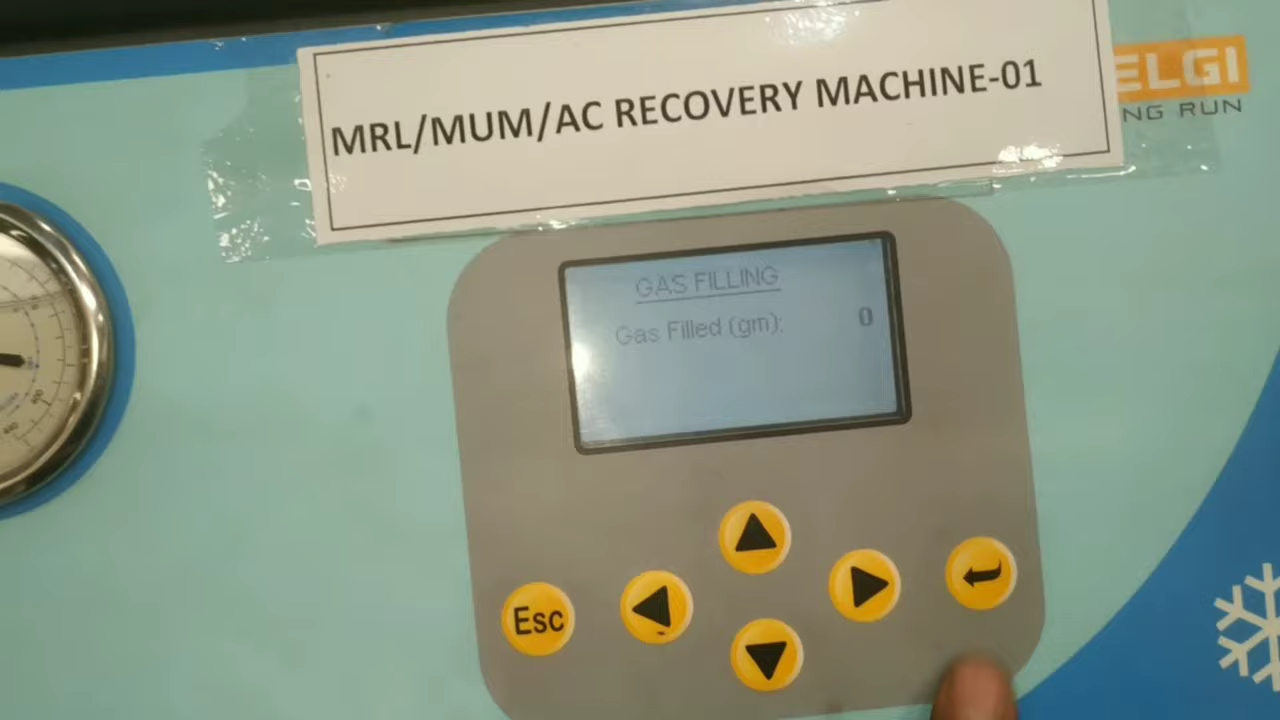 MRL/MUM/AC RECOVERY MACHINE-01
ELGI
NG RUN
GAS FILLING
Gas Filled (gm): 0
Esc